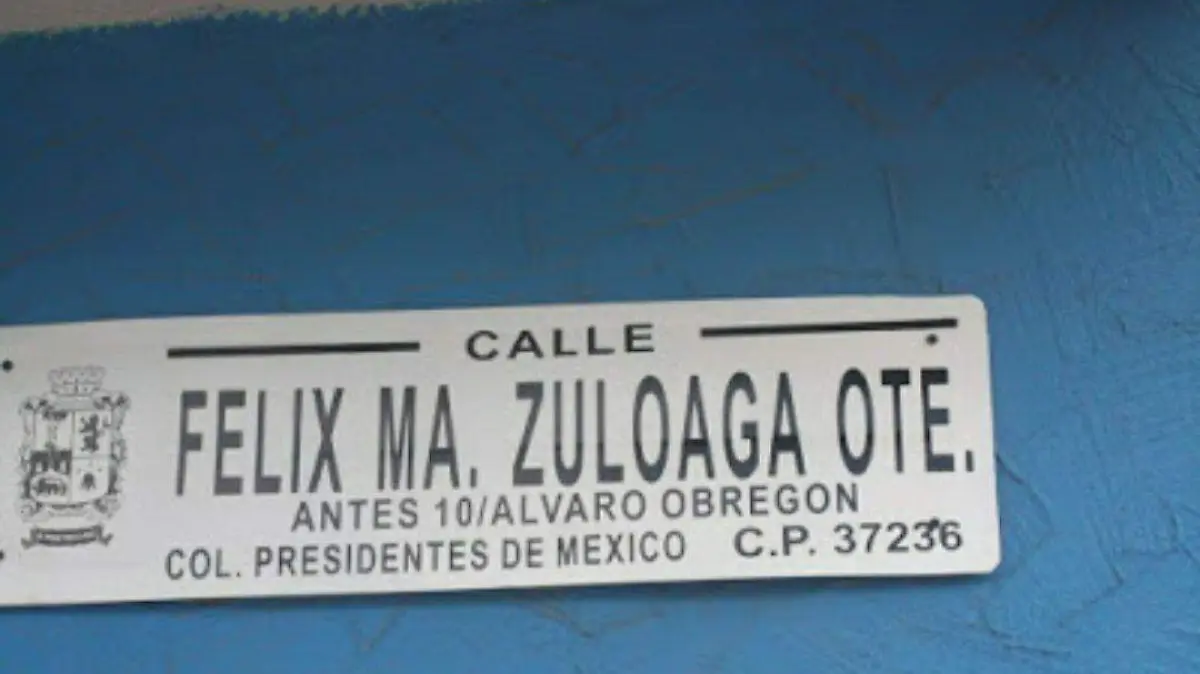 CALLE
FELIX MA. ZULOAGA OTE.
ANTES 10/ALVARO OBREGON
COL. PRESIDENTES DE MEXICO C.P. 37236